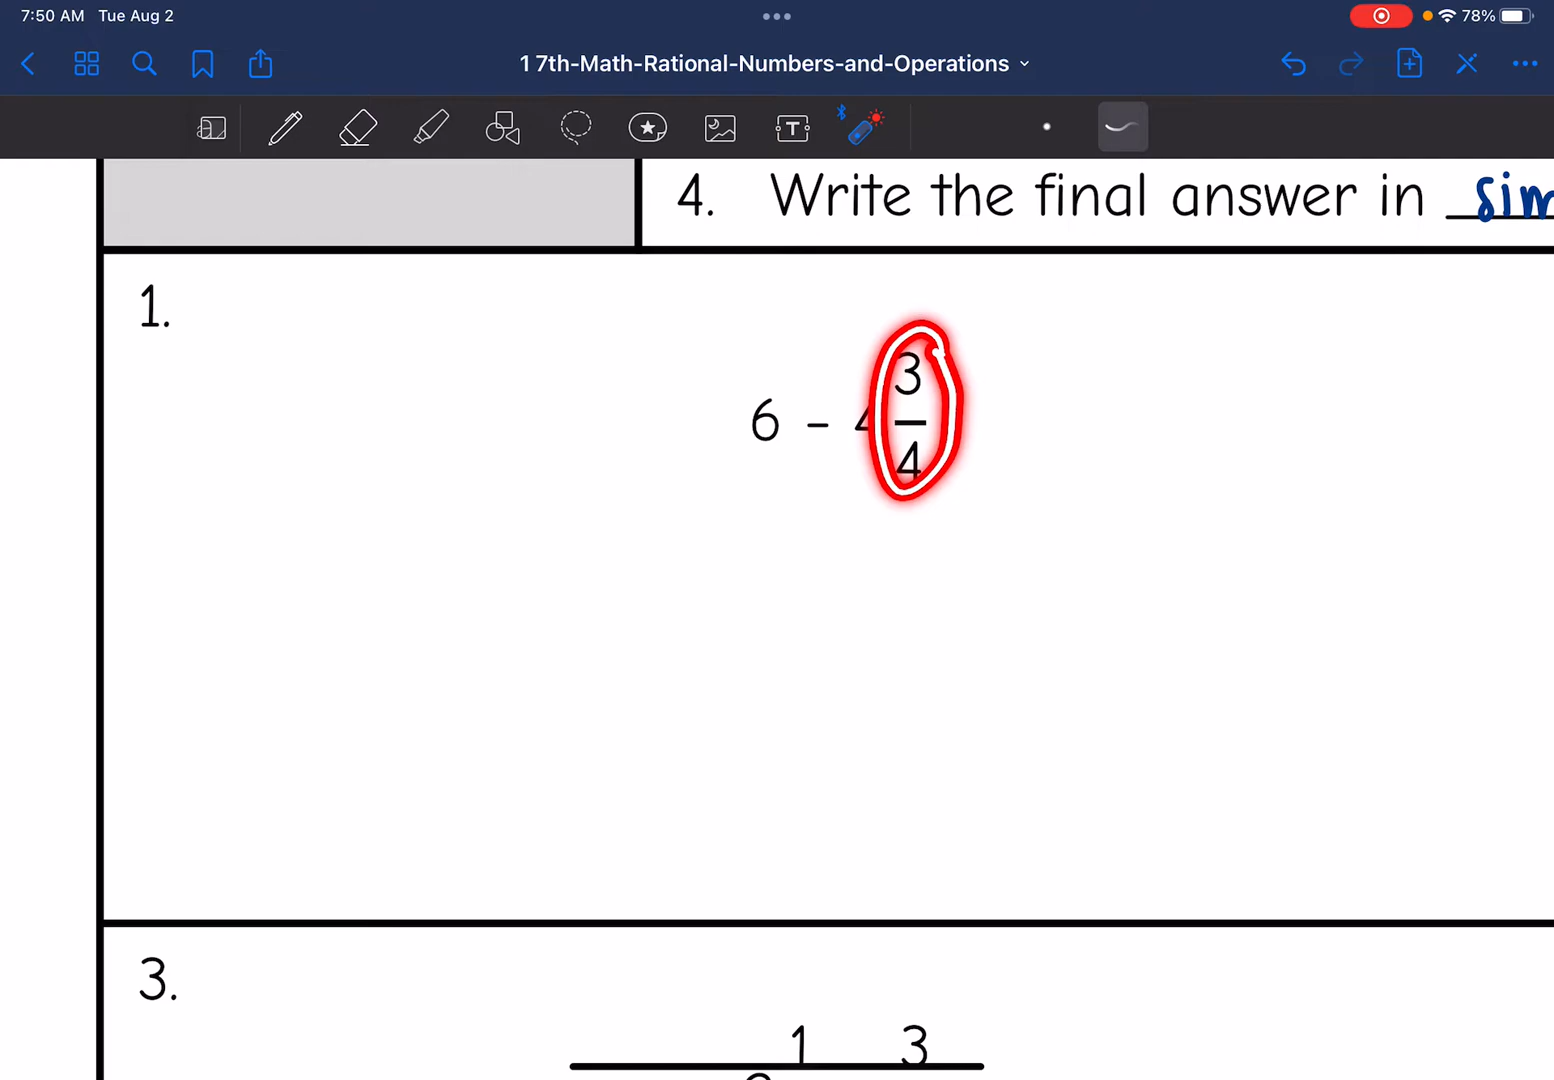 7:50 AM Tue Aug 2
78%
1 7th-Math-Rational-Numbers-and-Operations
4. Write the final answer in
1.
6 - 4 3/4
3.
1 3